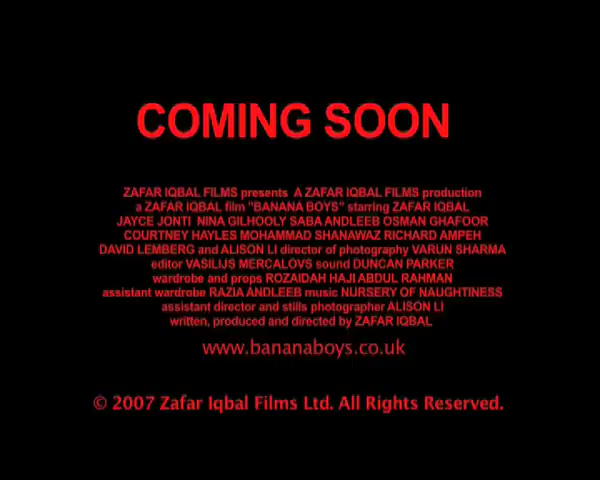 COMING SOON
ZAFAR IQBAL FILMS presents A ZAFAR IQBAL FILMS production
a ZAFAR IQBAL film "BANANA BOYS" starring ZAFAR IQBAL
JAYCE JONTI NINA GILHOOLY SABA ANDLEEB OSMAN GHAFOOR
COURTNEY HAYLES MOHAMMAD SHANAWAZ RICHARD AMPEH
DAVID LEMBERG and ALISON LI director of photography VARUN SHARMA
editor VASILIJS MERCALOVS sound DUNCAN PARKER
wardrobe and props ROZAIDAH HAJI ABDUL RAHMAN
assistant wardrobe RAZIA ANDLEEB music NURSERY OF NAUGHTINESS
assistant director and stills photographer ALISON LI
written, produced and directed by ZAFAR IQBAL
www.bananaboys.co.uk
© 2007 Zafar Iqbal Films Ltd. All Rights Reserved.